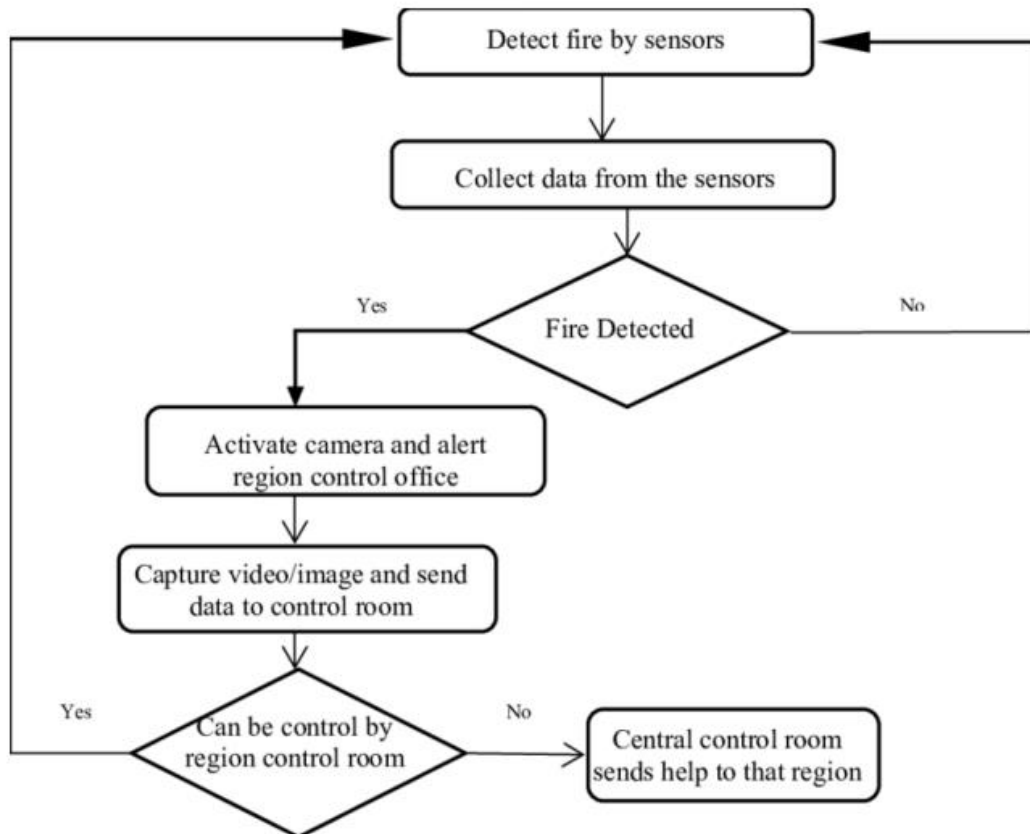 Detect fire by sensors
Collect data from the sensors
Yes
No
Fire Detected
Activate camera and alert
region control office
Capture video/image and send
data to control room
Yes
Can be control by
region control room
No
Central control room
sends help to that region